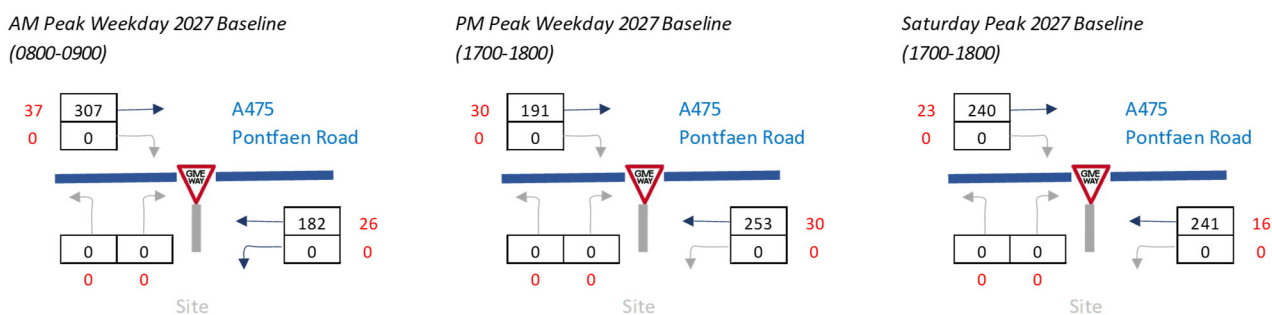 AM Peak Weekday 2027 Baseline
(0800-0900)
37 307 A475
0 0 Pontfaen Road
GIVE
WAY
182 26
0 0 0 0
0 0
Site
PM Peak Weekday 2027 Baseline
(1700-1800)
30 191 A475
0 0 Pontfaen Road
GIVE
WAY
253 30
0 0 0 0
0 0
Site
Saturday Peak 2027 Baseline
(1700-1800)
23 240 A475
0 0 Pontfaen Road
GIVE
WAY
241 16
0 0 0 0
0 0
Site